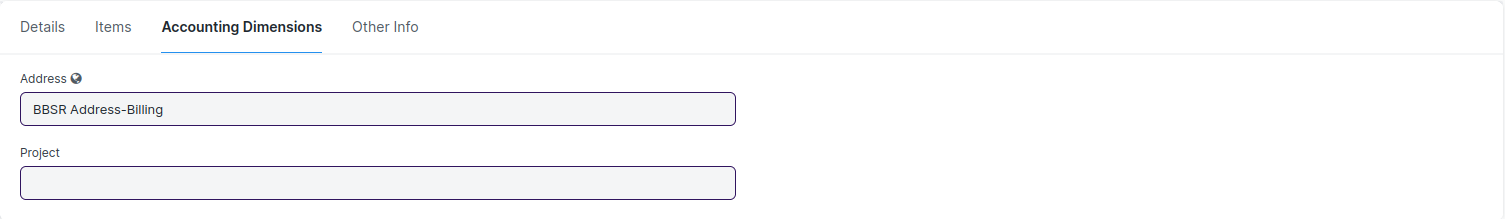 Details Items Accounting Dimensions Other Info
Address
BBSR Address-Billing
Project